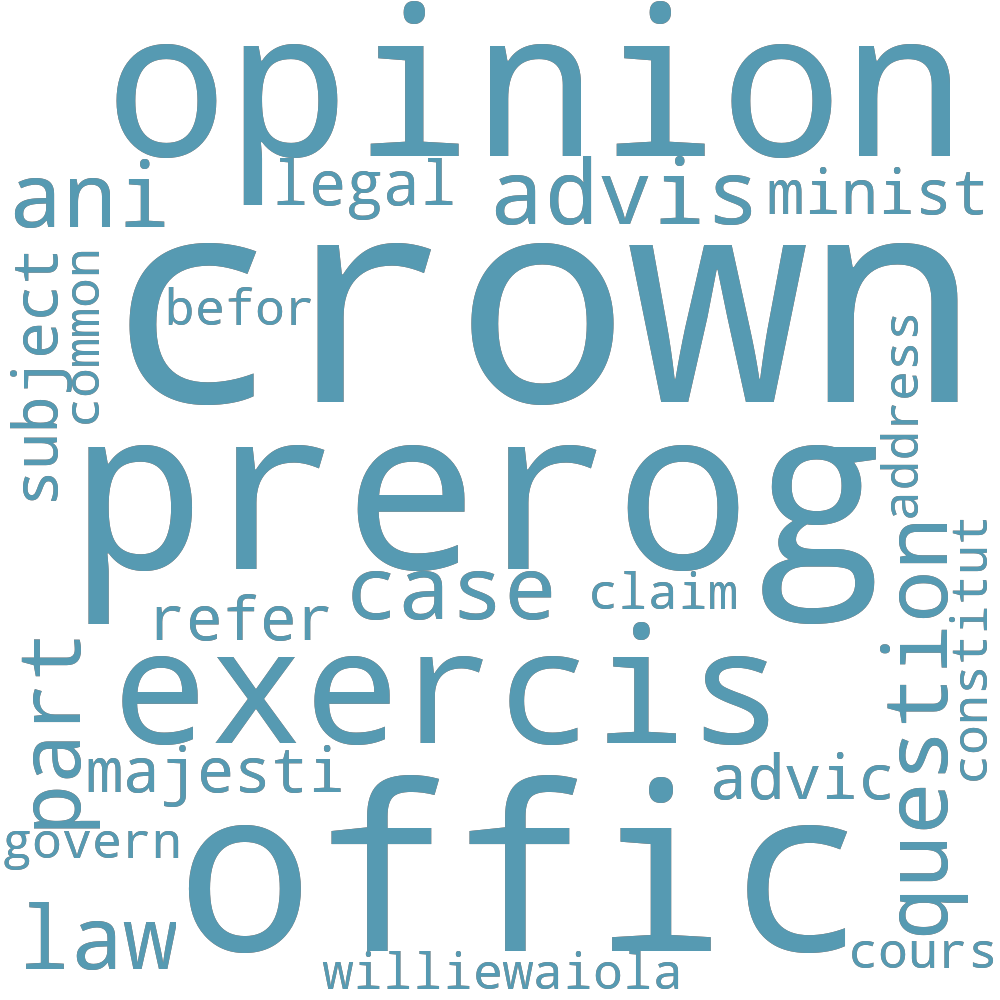 opinion
ani
legal
advis
minist
crown
befor
subject
common
address
prerog
case
claim
refer
question
constitut
part
exercis
majesti
advic
govern
offic
law
cours
williewaiola